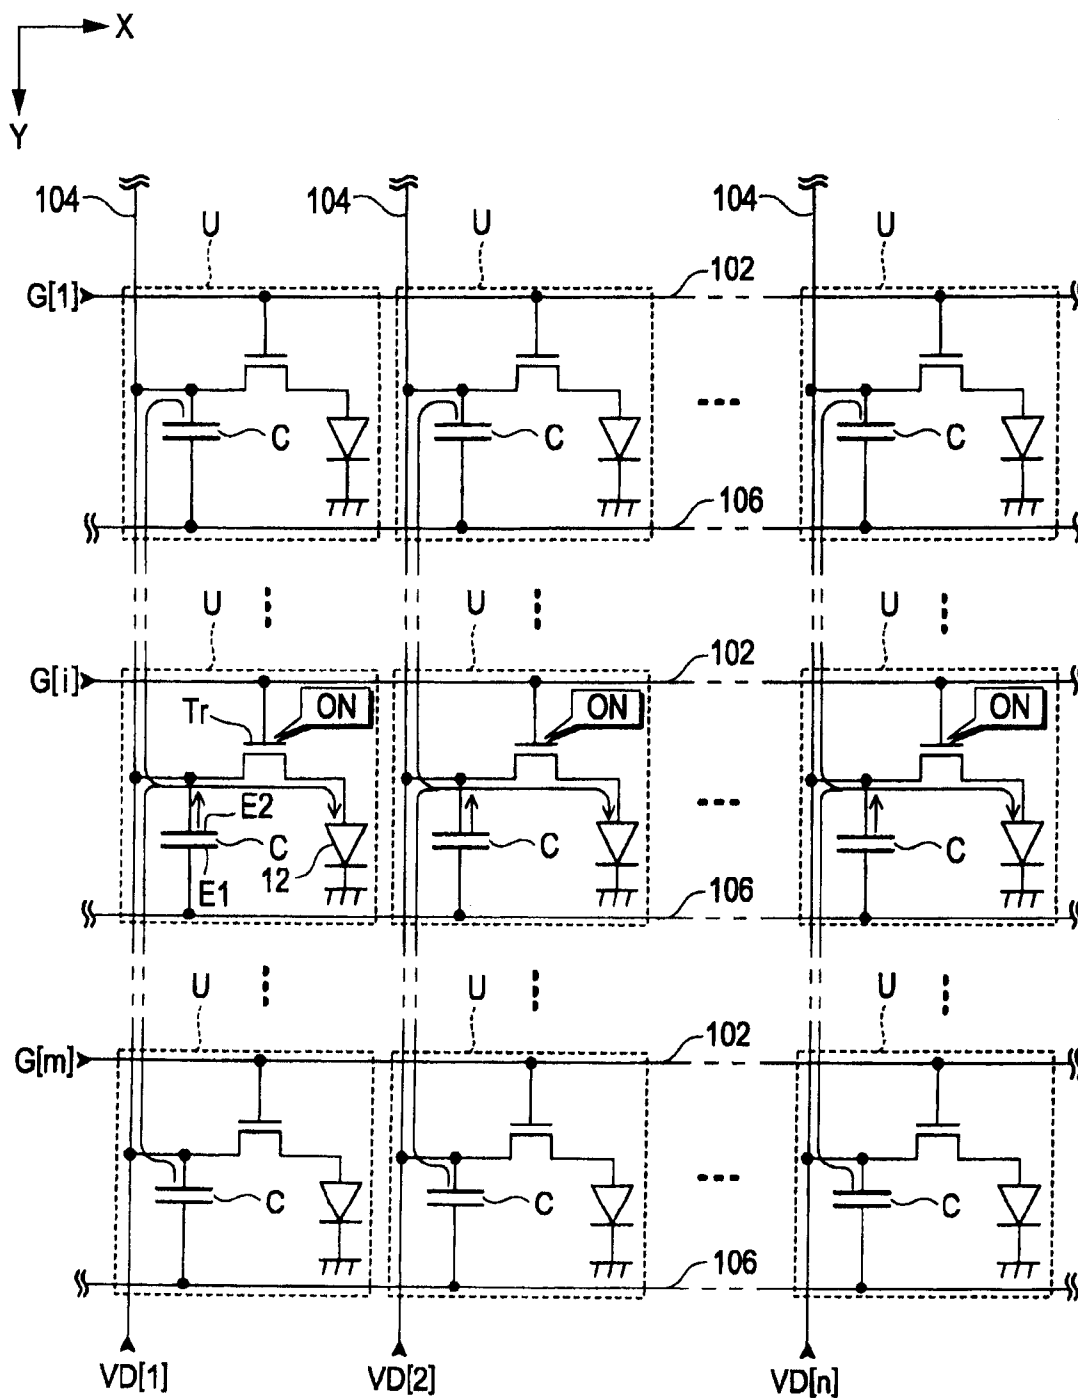 X
Y
104 104 104
U U U
G[1] 102
C C C
106
U U U
G[i] 102
Tr ON ON ON
E2
C C C
12
E1
106
U U U
G[m] 102
C C C
106
VD[1] VD[2] VD[n]